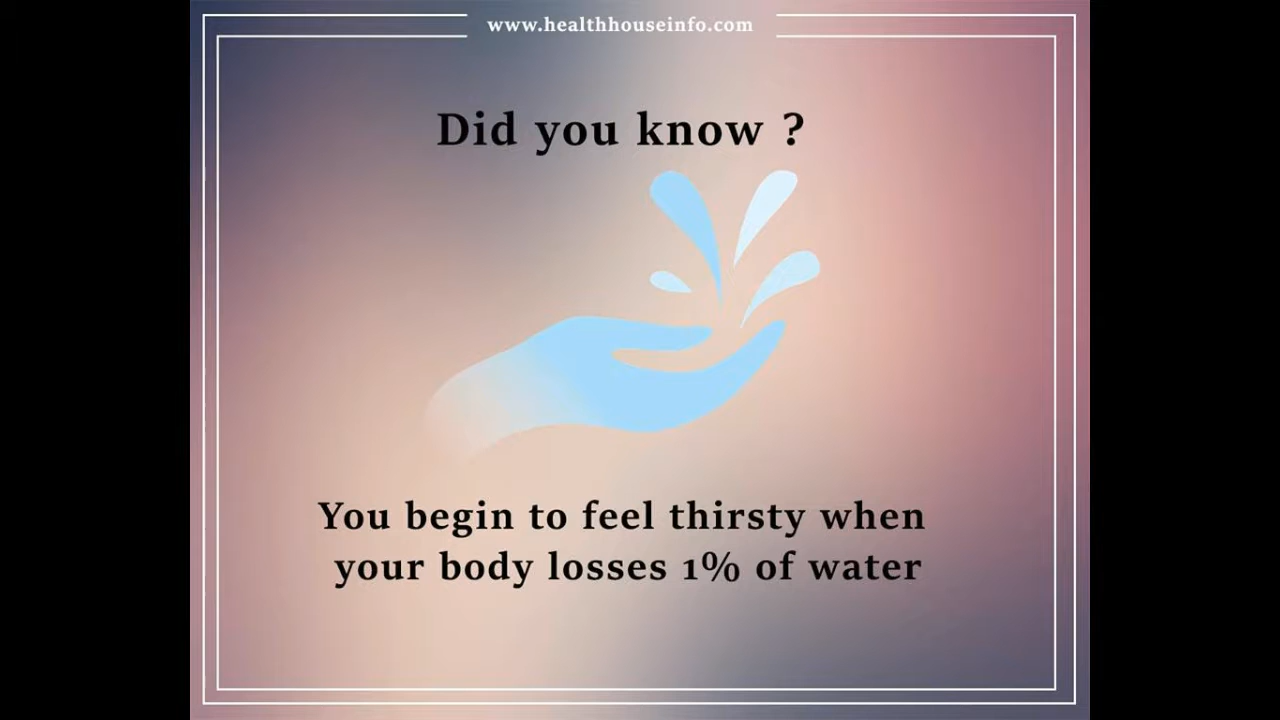 www.healthhouseinfo.com
Did you know ?
You begin to feel thirsty when
your body losses 1% of water